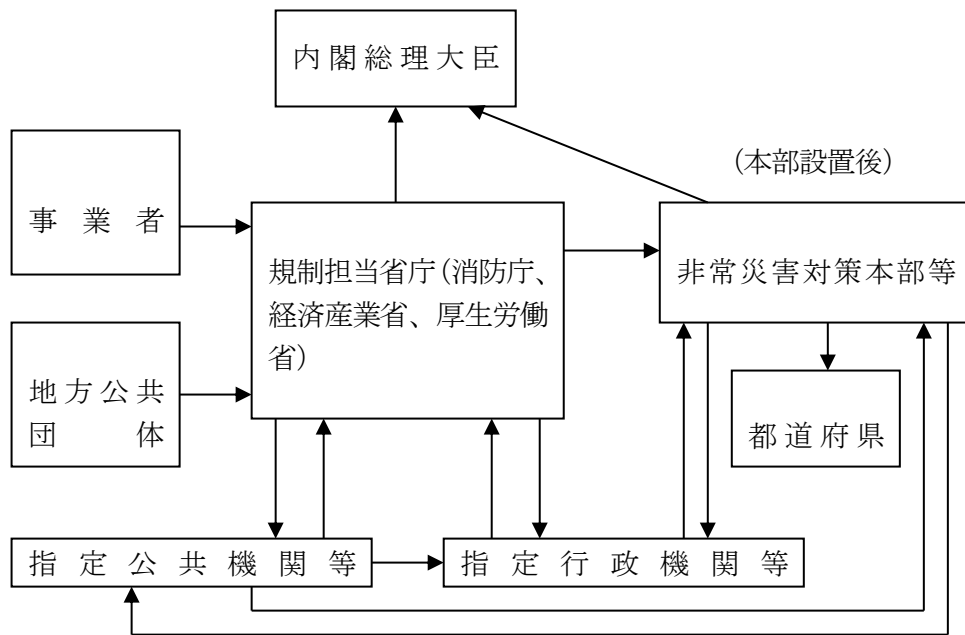 内閣総理大臣
(本部設置後)
事業者
規制担当省庁(消防庁、
経済産業省、厚生労働
省)
非常災害対策本部等
地方公共
団体
都道府県
指定公共機関等
指定行政機関等